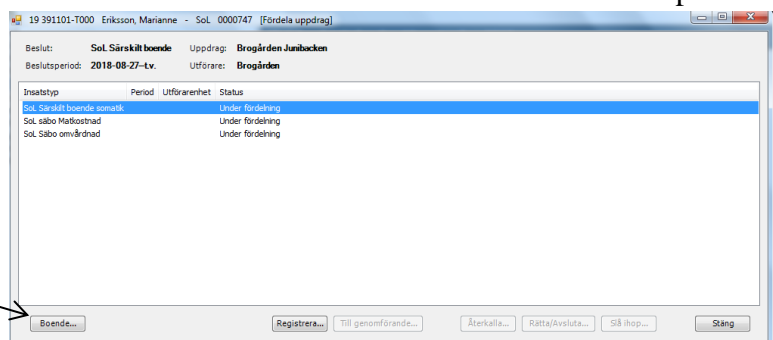 19 391101-T000 Eriksson, Marianne - SoL 0000747 [Fördela uppdrag]
Beslut: SoL Särskilt boende Uppdrag: Brogården Junibacken
Beslutsperiod: 2018-08-27--t.v. Utförare: Brogården
Insatstyp Period Utförarenhet Status
SoL Särskilt boende somatik Under fördelning
SoL säbo Matkostnad Under fördelning
SoL Säbo omvårdnad Under fördelning
Boende... Registrera... Till genomförande... Återkalla... Rätta/Avsluta... Slå ihop... Stäng